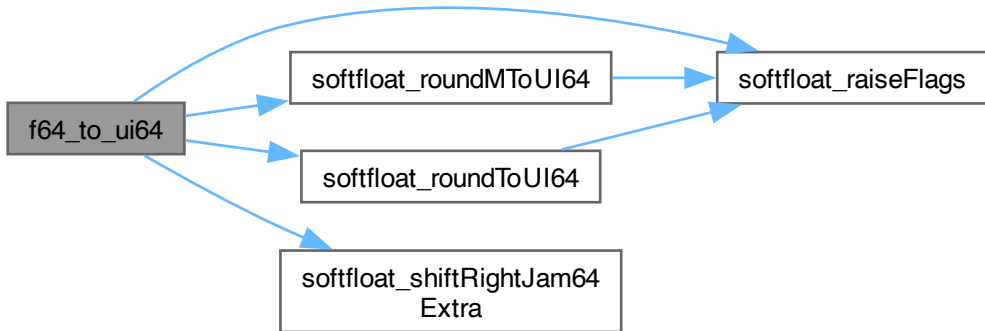 f64_to_ui64
softfloat_roundMToUI64
softfloat_raiseFlags
softfloat_roundToUI64
softfloat_shiftRightJam64
Extra